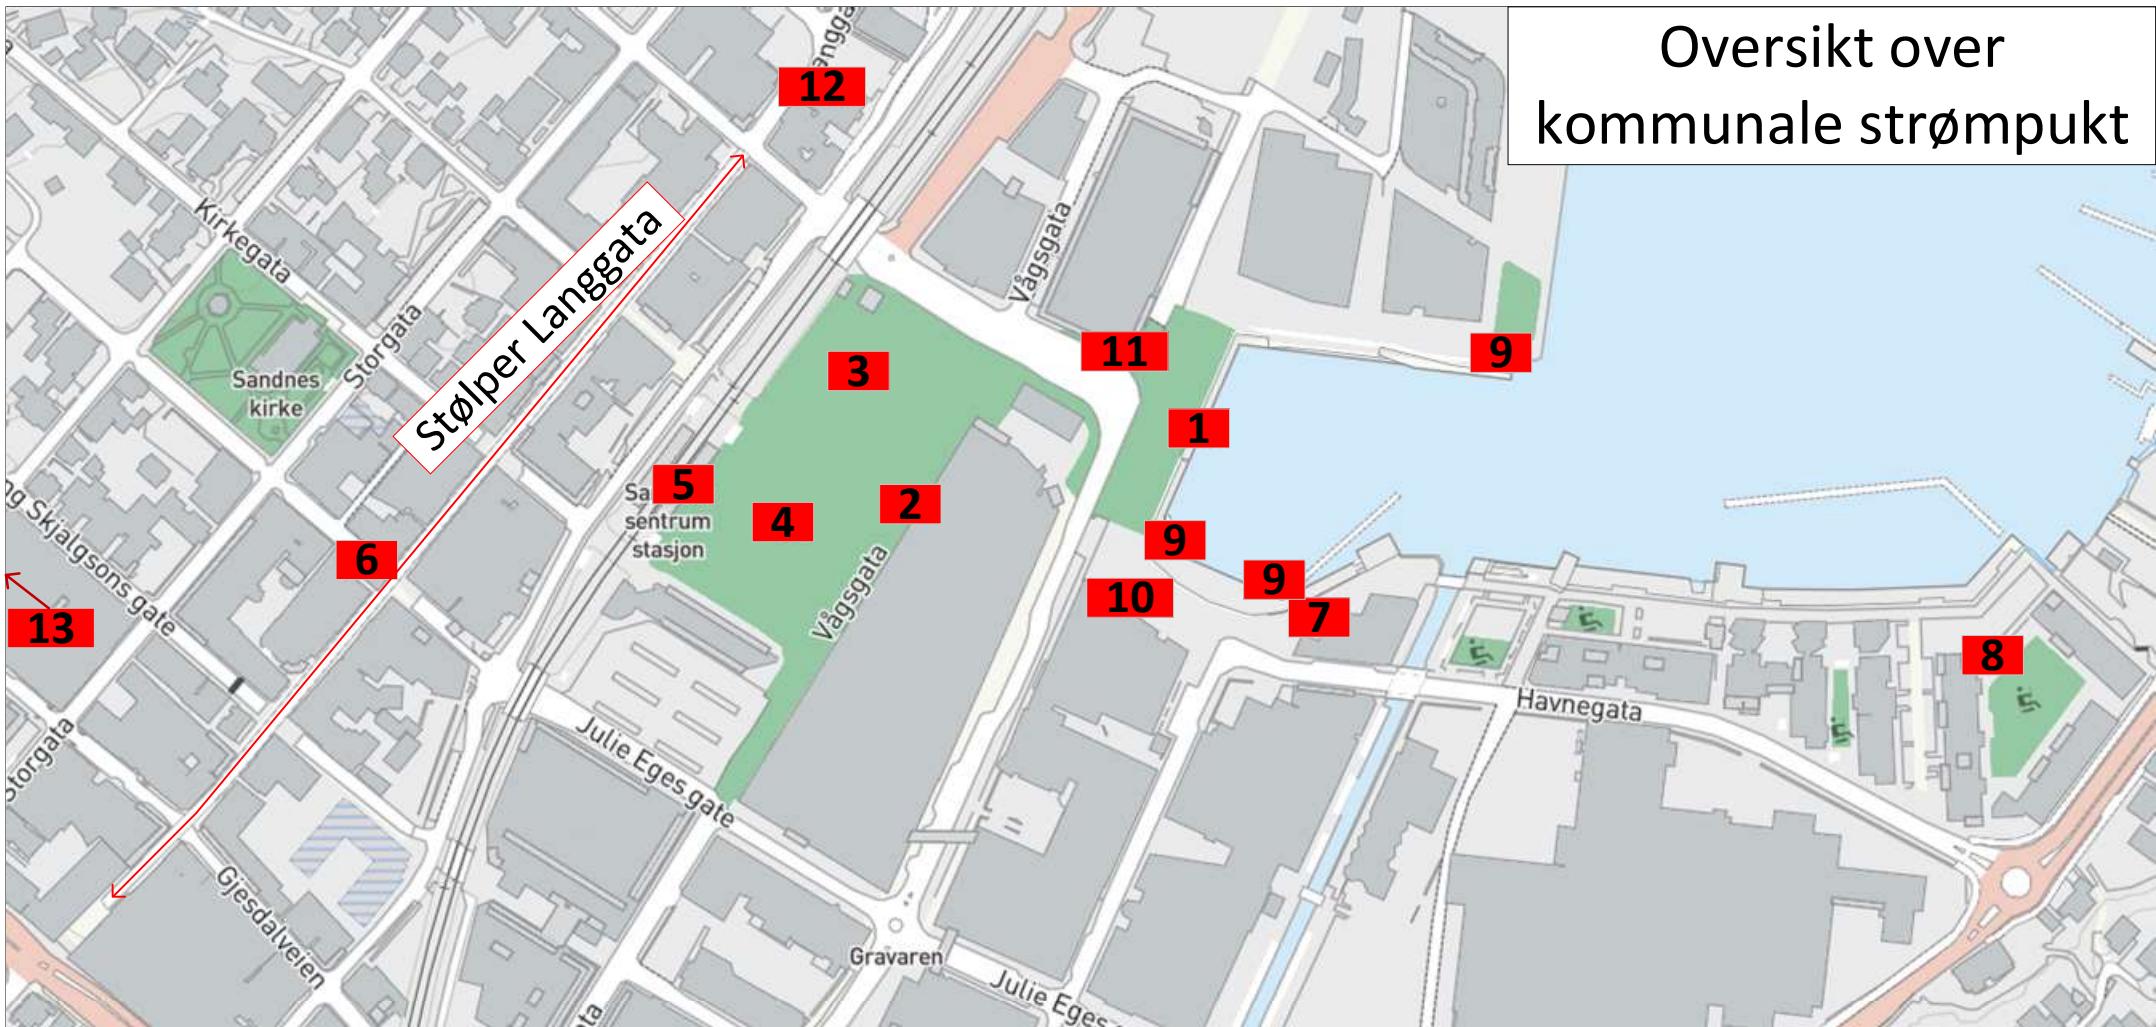 Oversikt over
kommunale strømpukt
12
Kirkegata
Stølper Langgata
Vågsgata
Storgata
Sandnes
kirke
11
9
3
1
5
2
4
sentrum
stasjon
6
9
9
10
7
Vågsgata
13
Skjalgsons gate
8
Havnegata
Storgata
Julie Eges gate
Gjesdalveien
Gravaren
Julie Eges